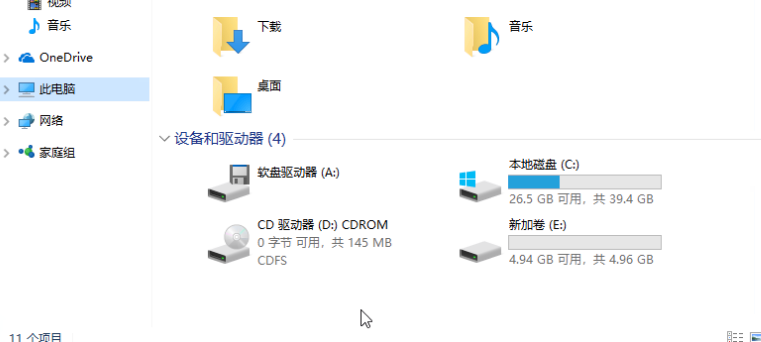 视频
音乐
OneDrive
此电脑
网络
家庭组
下载
音乐
桌面
设备和驱动器 (4)
软盘驱动器 (A:)
本地磁盘 (C:)
26.5 GB 可用，共 39.4 GB
CD 驱动器 (D:) CDROM
0 字节 可用，共 145 MB
CDFS
新加卷 (E:)
4.94 GB 可用，共 4.96 GB
11 个项目